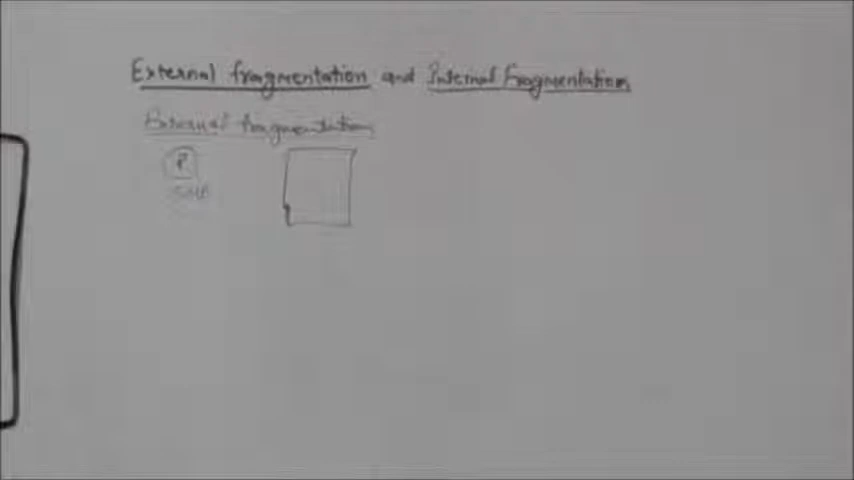 External fragmentation and Internal Fragmentation
External fragmentation
P